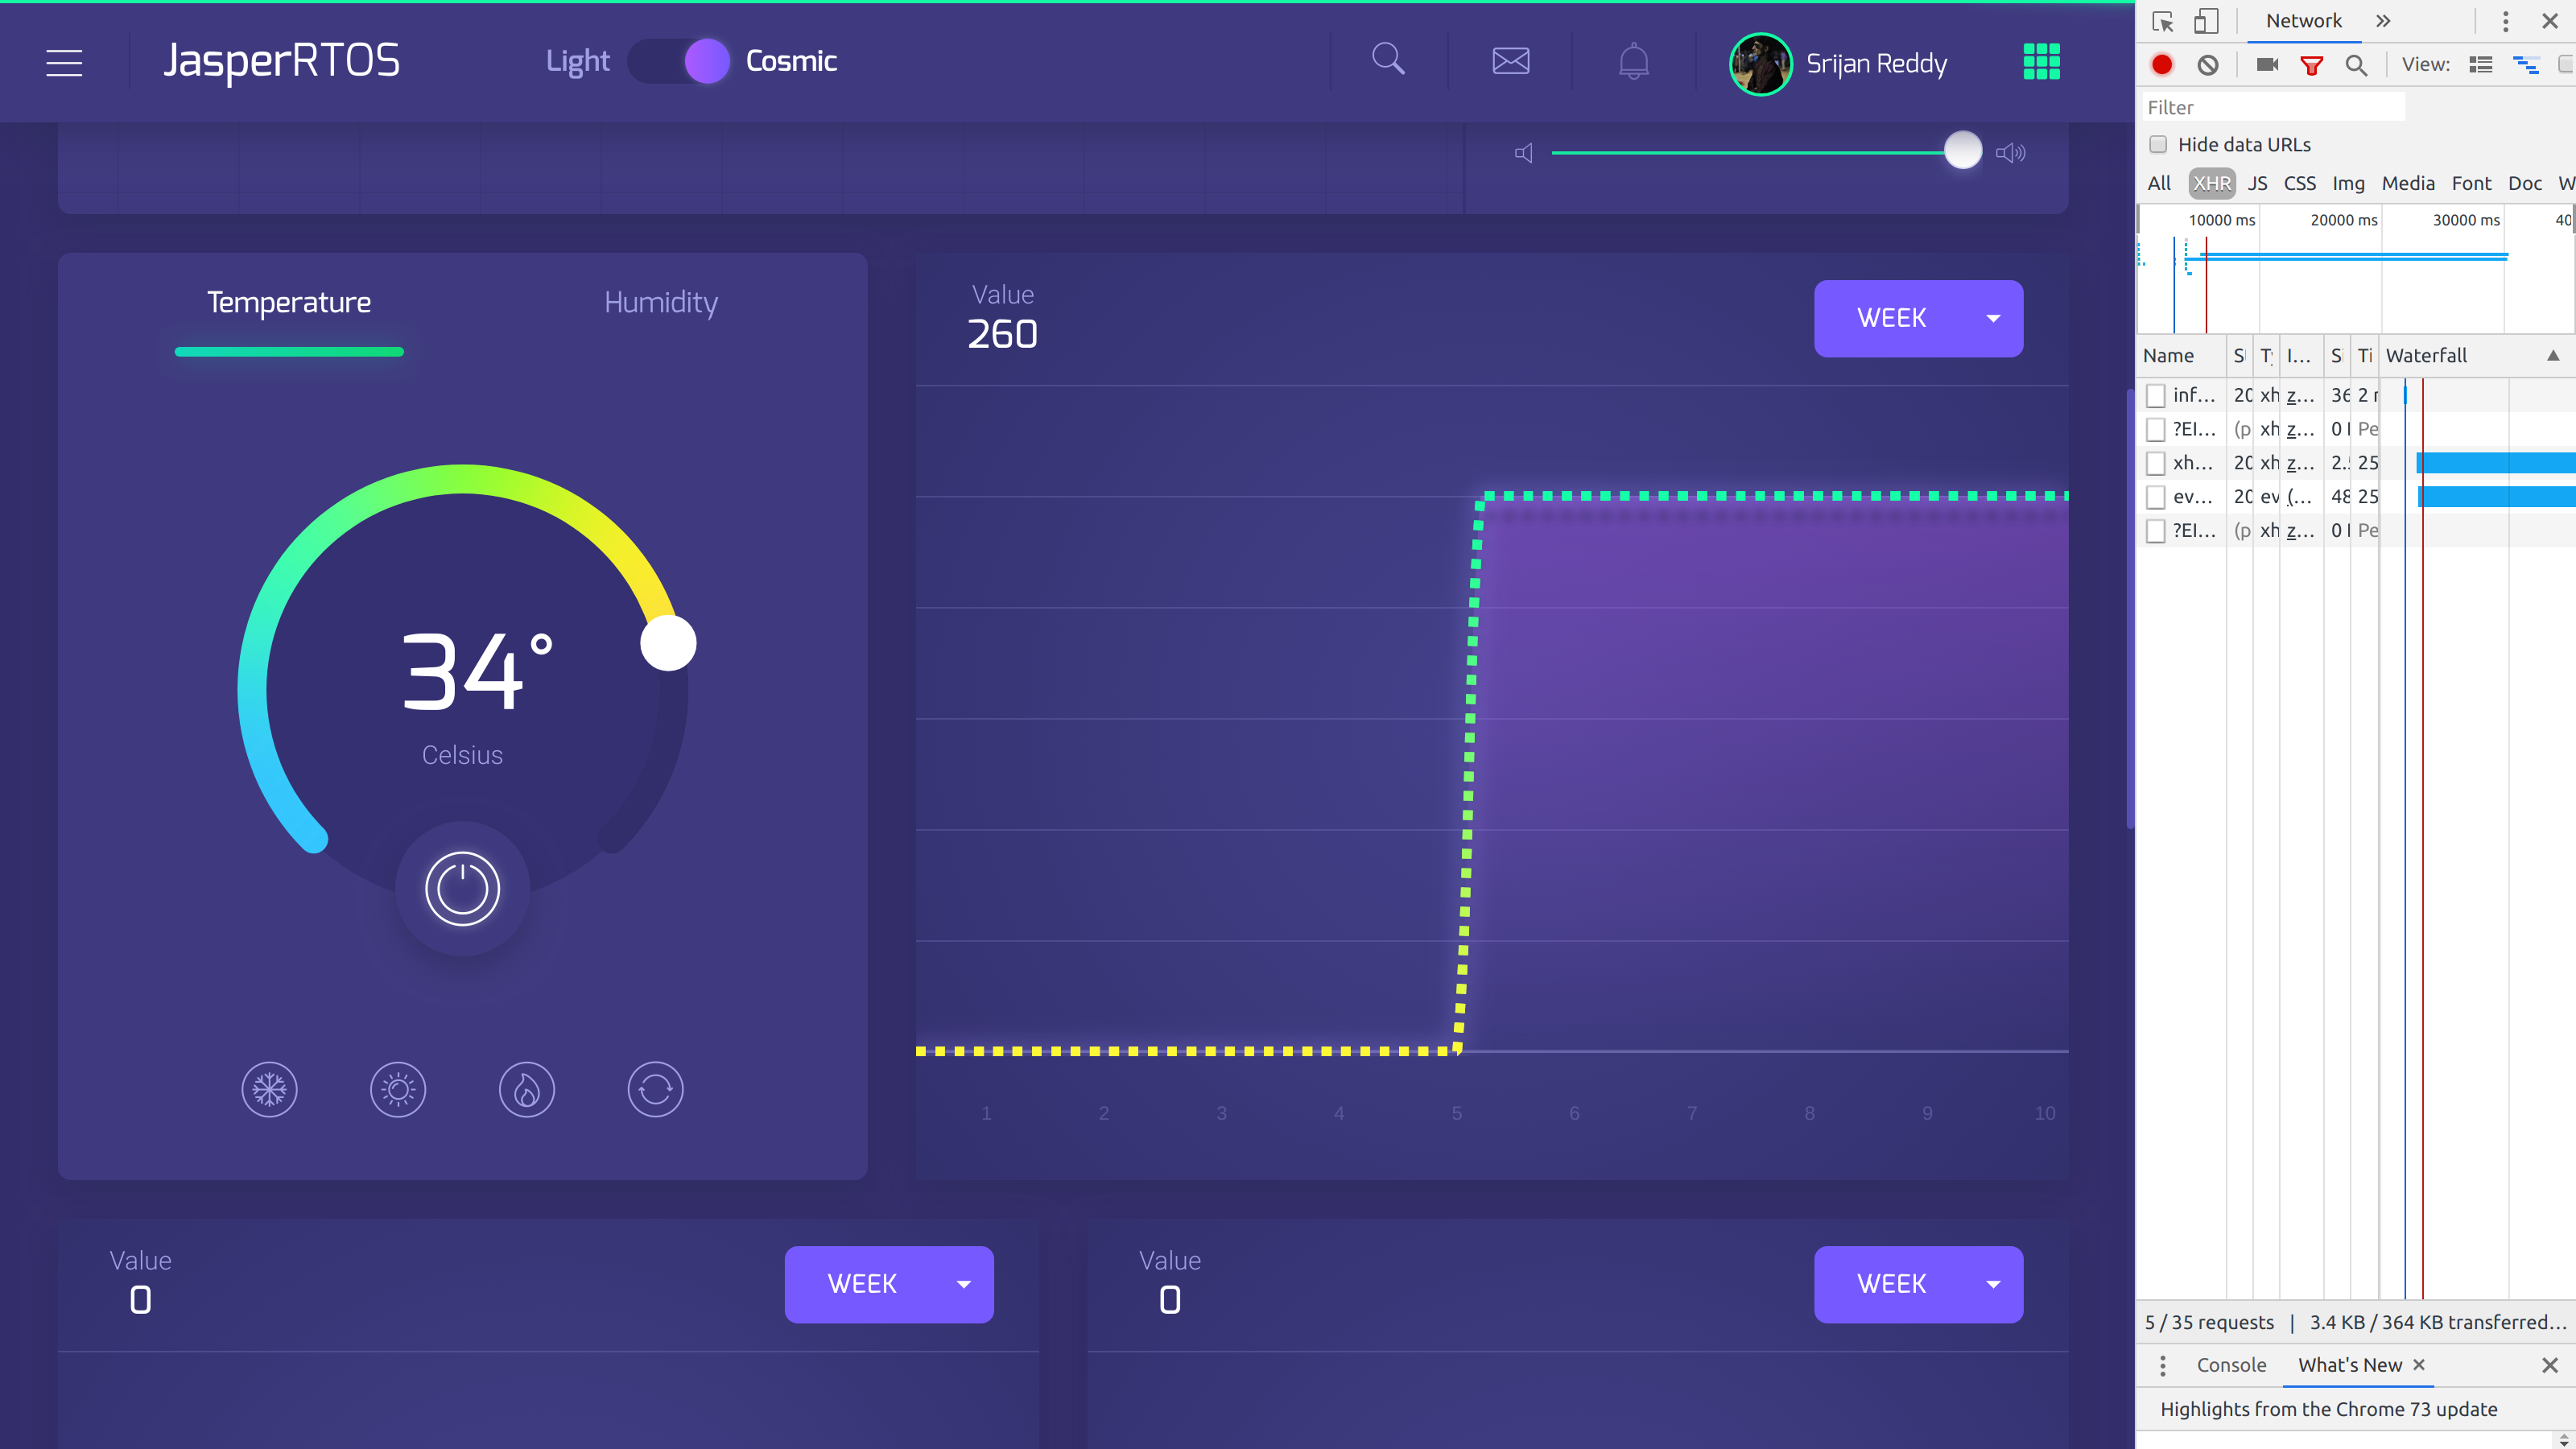 JasperRTOS
Light Cosmic
Srijan Reddy
Temperature
Humidity
34°
Celsius
Value
260
WEEK
1 2 3 4 5 6 7 8 9 10
Value
0
WEEK
Value
0
WEEK
Network
View:
Filter
Hide data URLs
All XHR JS CSS Img Media Font Doc W
10000 ms 20000 ms 30000 ms 40
Name I... Ti Waterfall
inf... 20 xh z... 36 2
?EI... (p xh z... 0 Pe
xh... 20 xh z... 2. 25
ev... 20 ev (... 48 25
?EI... (p xh z... 0 Pe
5 / 35 requests | 3.4 KB / 364 KB transferred...
Console What's New
Highlights from the Chrome 73 update